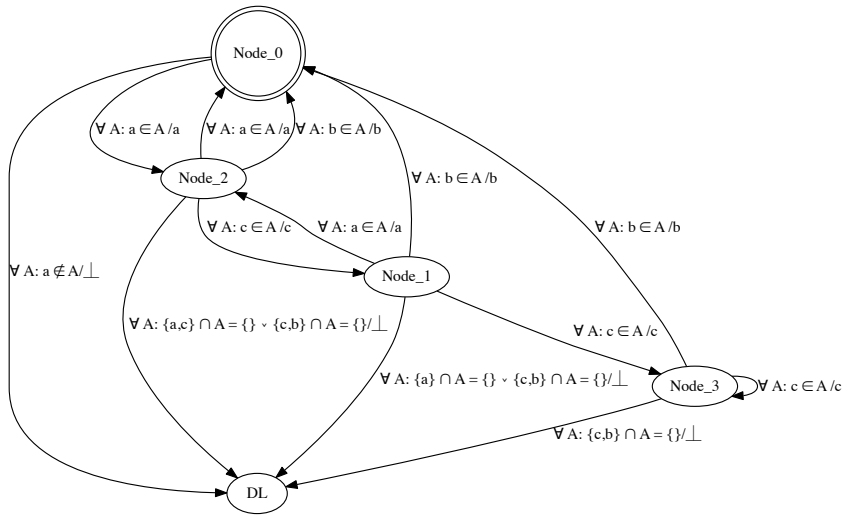 Node_0
∀ A: a ∈ A /a
∀ A: a ∈ A /a
∀ A: b ∈ A /b
Node_2
∀ A: b ∈ A /b
∀ A: c ∈ A /c
∀ A: a ∈ A /a
∀ A: b ∈ A /b
∀ A: a ∉ A/⊥
Node_1
∀ A: {a,c} ∩ A = {} ˅ {c,b} ∩ A = {}/⊥
∀ A: c ∈ A /c
∀ A: {a} ∩ A = {} ˅ {c,b} ∩ A = {}/⊥
Node_3
∀ A: c ∈ A /c
∀ A: {c,b} ∩ A = {}/⊥
DL